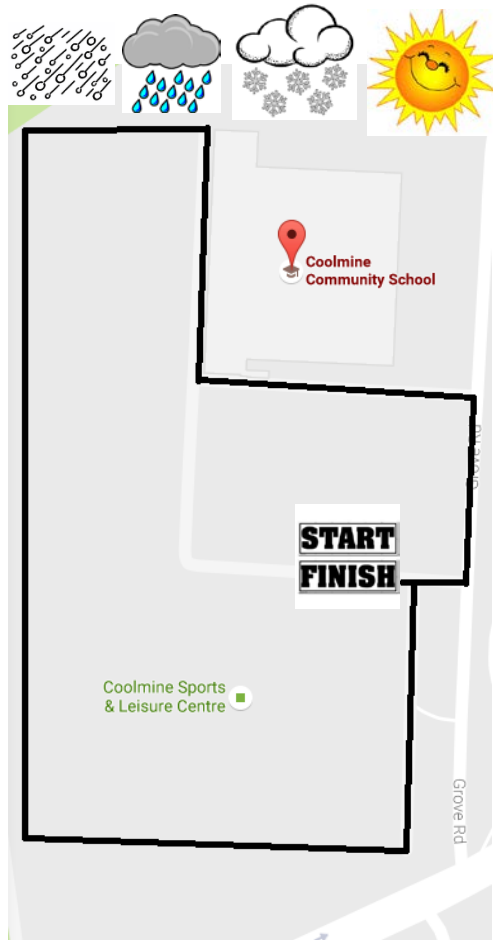 Coolmine
Community School
START
FINISH
Coolmine Sports
& Leisure Centre
Grove Rd